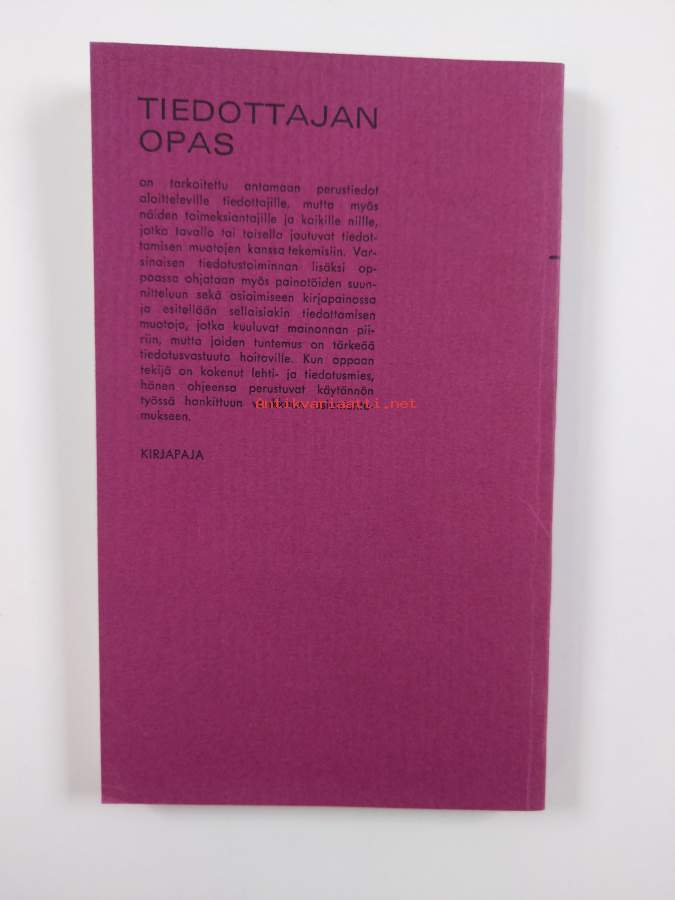 TIEDOTTAJAN
OPAS
on tarkoitettu antamaan perustiedot
aloitteleville tiedottajille, mutta myös
näiden toimeksiantajille ja kaikille niille,
jotka tavalla tai toisella joutuvat tiedot-
tamisen muotojen kanssa tekemisiin. Var-
sinaisen tiedotustoiminnan lisäksi op-
paassa ohjataan myös painotöiden suun-
nitteluun sekä asioimiseen kirjapainossa
ja esitellään sellaisiakin tiedottamisen
muotoja, jotka kuuluvat mainonnan pii-
riin, mutta joiden tuntemus on tärkeää
tiedotusvastuuta hoitaville. Kun oppaan
tekijä on kokenut lehti- ja tiedotusmies,
hänen ohjeensa perustuvat käytännön
työssä hankittuun
Antikvariaatti.net
mukseen.
KIRJAPAJA